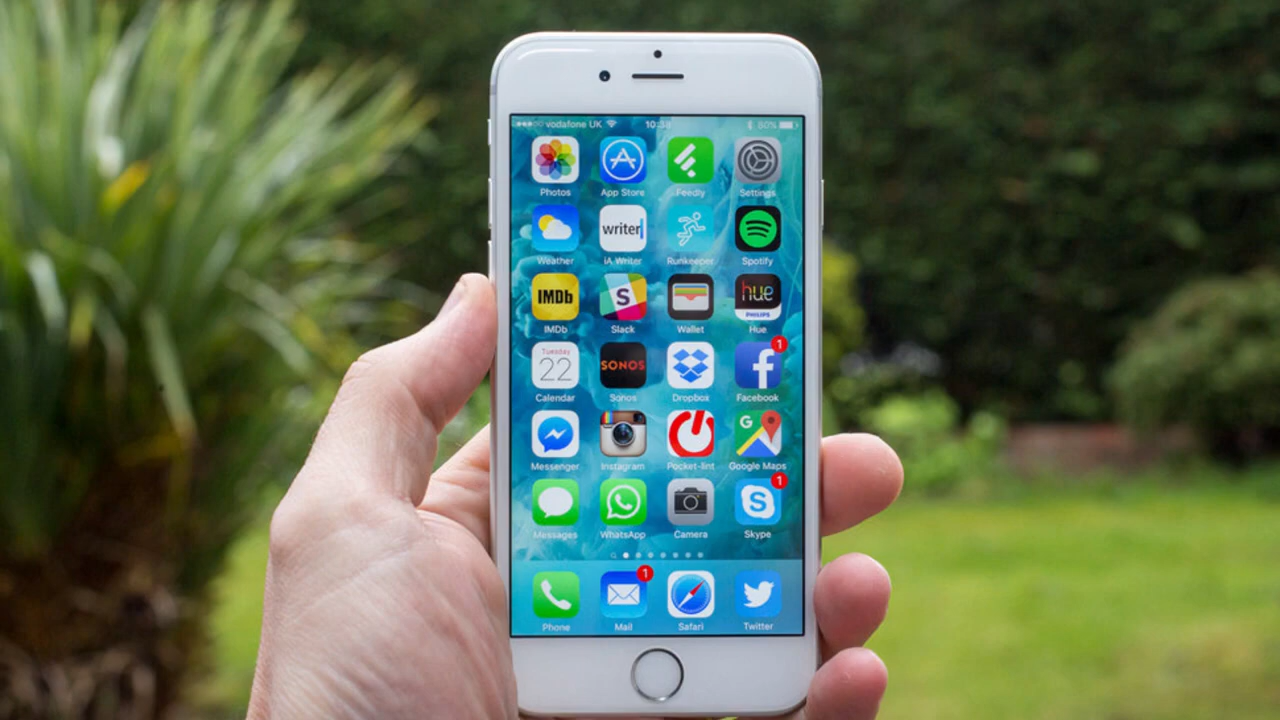 vodafone UK 10:38 80%
Photos App Store Feedly Settings
writer
Weather iA Writer Runkeeper Spotify
IMDb S hue
PHILIPS
IMDb Slack Wallet Hue
Tuesday 1
22 SONOS f
Calendar Sonos Dropbox Facebook
G
Messenger Instagram Pocket-lint Google Maps
1
S
Messages WhatsApp Camera Skype
1
Phone Mail Safari Twitter